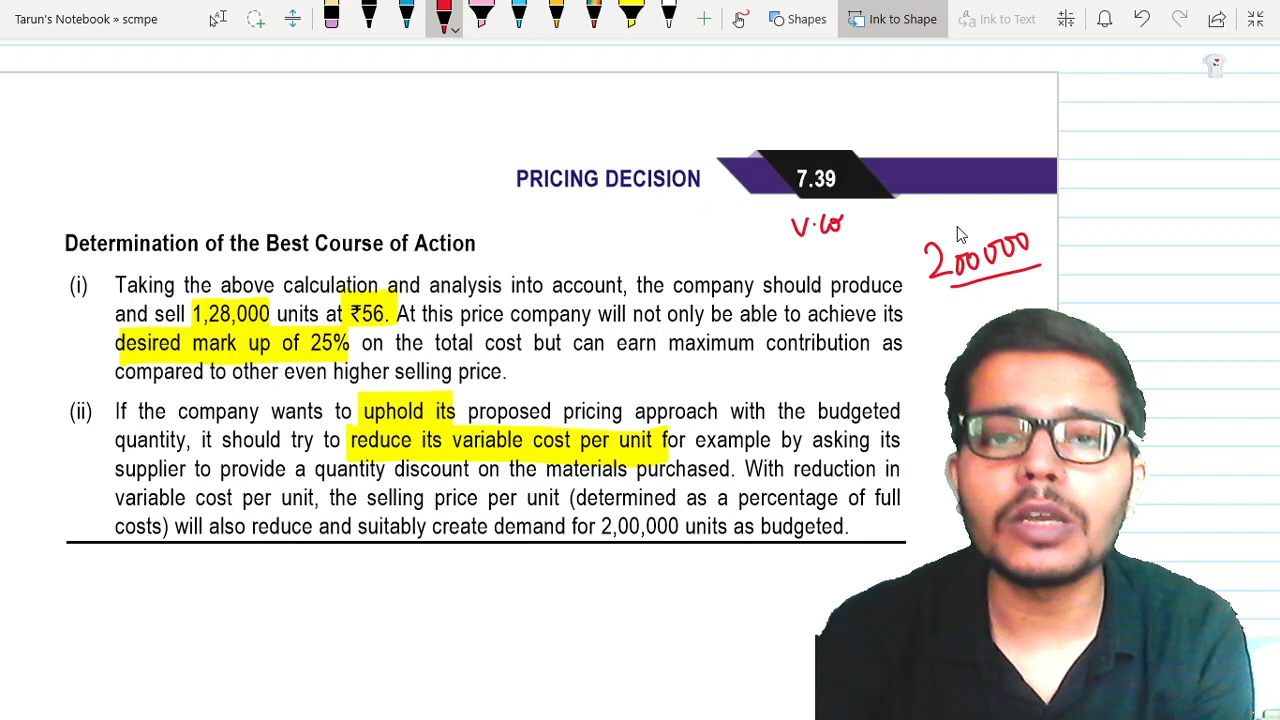 Tarun's Notebook » scmpe
Shapes
Ink to Shape
Ink to Text
PRICING DECISION
7.39
V.Co
200000
Determination of the Best Course of Action
(i) Taking the above calculation and analysis into account, the company should produce
and sell 1,28,000 units at ₹56. At this price company will not only be able to achieve its
desired mark up of 25% on the total cost but can earn maximum contribution as
compared to other even higher selling price.
(ii) If the company wants to uphold its proposed pricing approach with the budgeted
quantity, it should try to reduce its variable cost per unit for example by asking its
supplier to provide a quantity discount on the materials purchased. With reduction in
variable cost per unit, the selling price per unit (determined as a percentage of full
costs) will also reduce and suitably create demand for 2,00,000 units as budgeted.